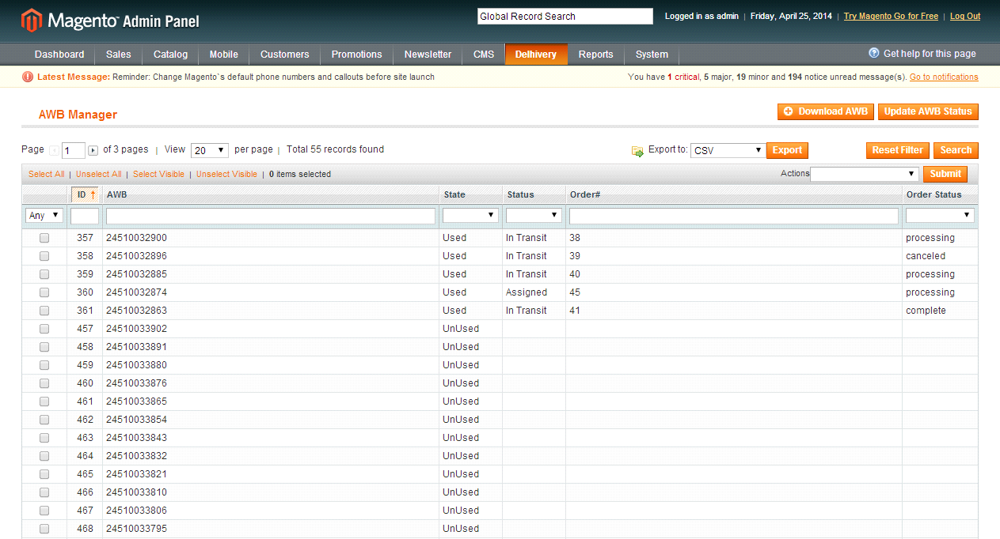 Magento™ Admin Panel
Global Record Search
Logged in as admin | Friday, April 25, 2014 | Try Magento Go for Free | Log Out
Dashboard Sales Catalog Mobile Customers Promotions Newsletter CMS Delhivery Reports System Get help for this page
Latest Message: Reminder: Change Magento`s default phone numbers and callouts before site launch You have 1 critical, 5 major, 19 minor and 194 notice unread message(s). Go to notifications
AWB Manager Download AWB Update AWB Status
Page 1 of 3 pages | View 20 per page | Total 55 records found Export to: CSV Export Reset Filter Search
Select All | Unselect All | Select Visible | Unselect Visible | 0 items selected Actions Submit
ID AWB State Status Order# Order Status
Any
357 24510032900 Used In Transit 38 processing
358 24510032896 Used In Transit 39 canceled
359 24510032885 Used In Transit 40 processing
360 24510032874 Used Assigned 45 processing
361 24510032863 Used In Transit 41 complete
457 24510033902 UnUsed
458 24510033891 UnUsed
459 24510033880 UnUsed
460 24510033876 UnUsed
461 24510033865 UnUsed
462 24510033854 UnUsed
463 24510033843 UnUsed
464 24510033832 UnUsed
465 24510033821 UnUsed
466 24510033810 UnUsed
467 24510033806 UnUsed
468 24510033795 UnUsed